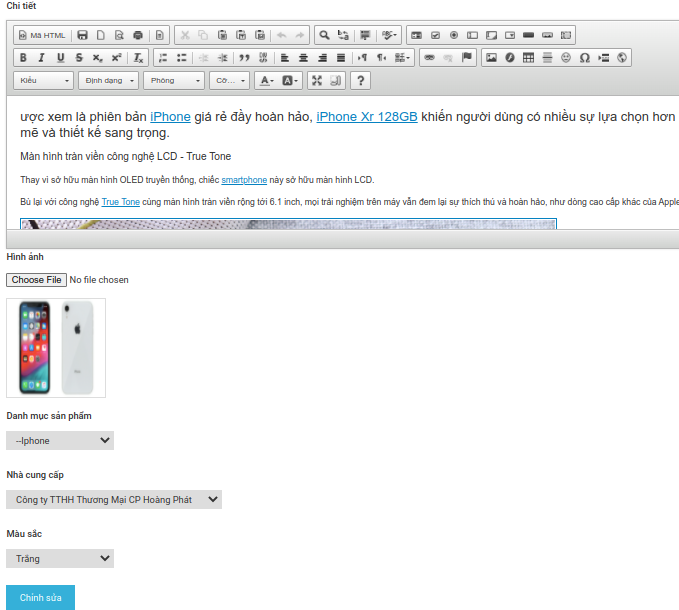 Chi tiết
Mã HTML
B I U S x₂ x² Iₓ
Kiểu Định dạng Phông Cỡ... A A ?
ược xem là phiên bản iPhone giá rẻ đầy hoàn hảo, iPhone Xr 128GB khiến người dùng có nhiều sự lựa chọn hơn
mẽ và thiết kế sang trọng.
Màn hình tràn viền công nghệ LCD - True Tone
Thay vì sở hữu màn hình OLED truyền thống, chiếc smartphone này sở hữu màn hình LCD.
Bù lại với công nghệ True Tone cùng màn hình tràn viền rộng tới 6.1 inch, mọi trải nghiệm trên máy vẫn đem lại sự thích thú và hoàn hảo, như dòng cao cấp khác của Apple
Hình ảnh
Choose File No file chosen
Danh mục sản phẩm
--Iphone
Nhà cung cấp
Công ty TTHH Thương Mại CP Hoàng Phát
Màu sắc
Trắng
Chỉnh sửa